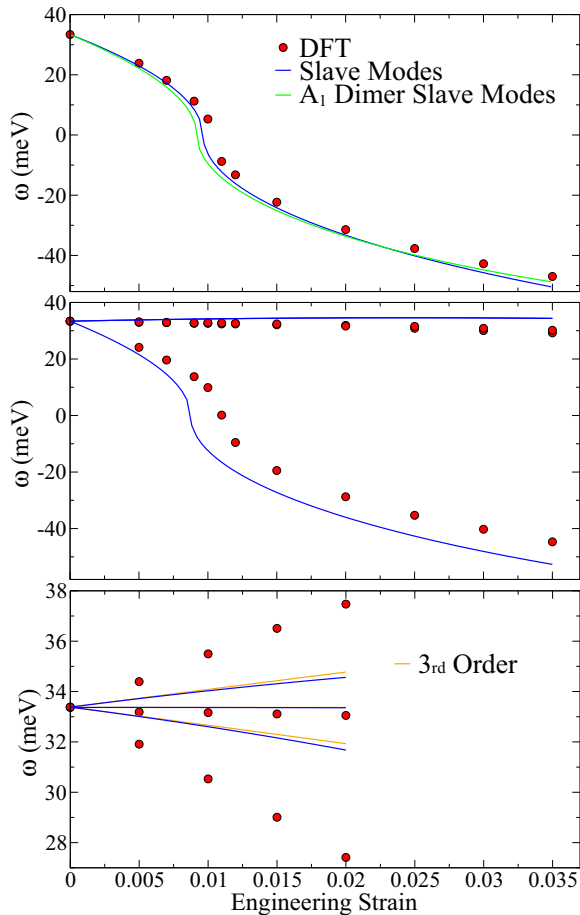 40
20
0
-20
-40
ω (meV)
DFT
Slave Modes
A₁ Dimer Slave Modes
40
20
0
-20
-40
ω (meV)
38
36
34
32
30
28
ω (meV)
3rd Order
0 0.005 0.01 0.015 0.02 0.025 0.03 0.035
Engineering Strain